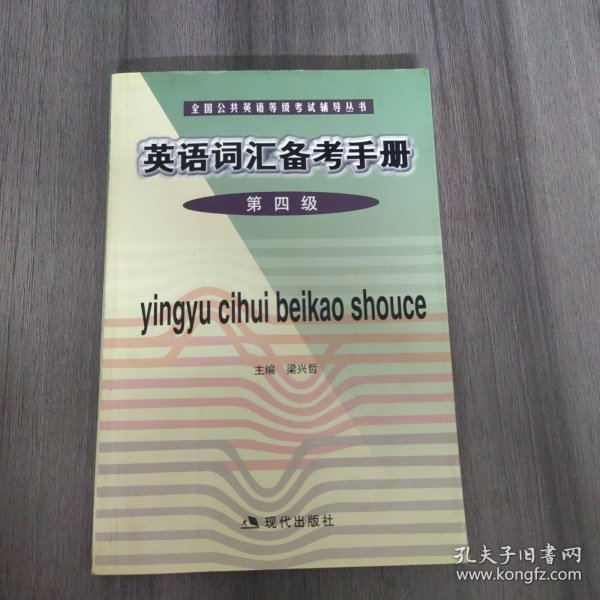 全国公共英语等级考试辅导丛书
英语词汇备考手册
第四级
yingyu cihui beikao shouce
主编 梁兴哲
现代出版社
孔夫子旧书网
www.kongfz.com